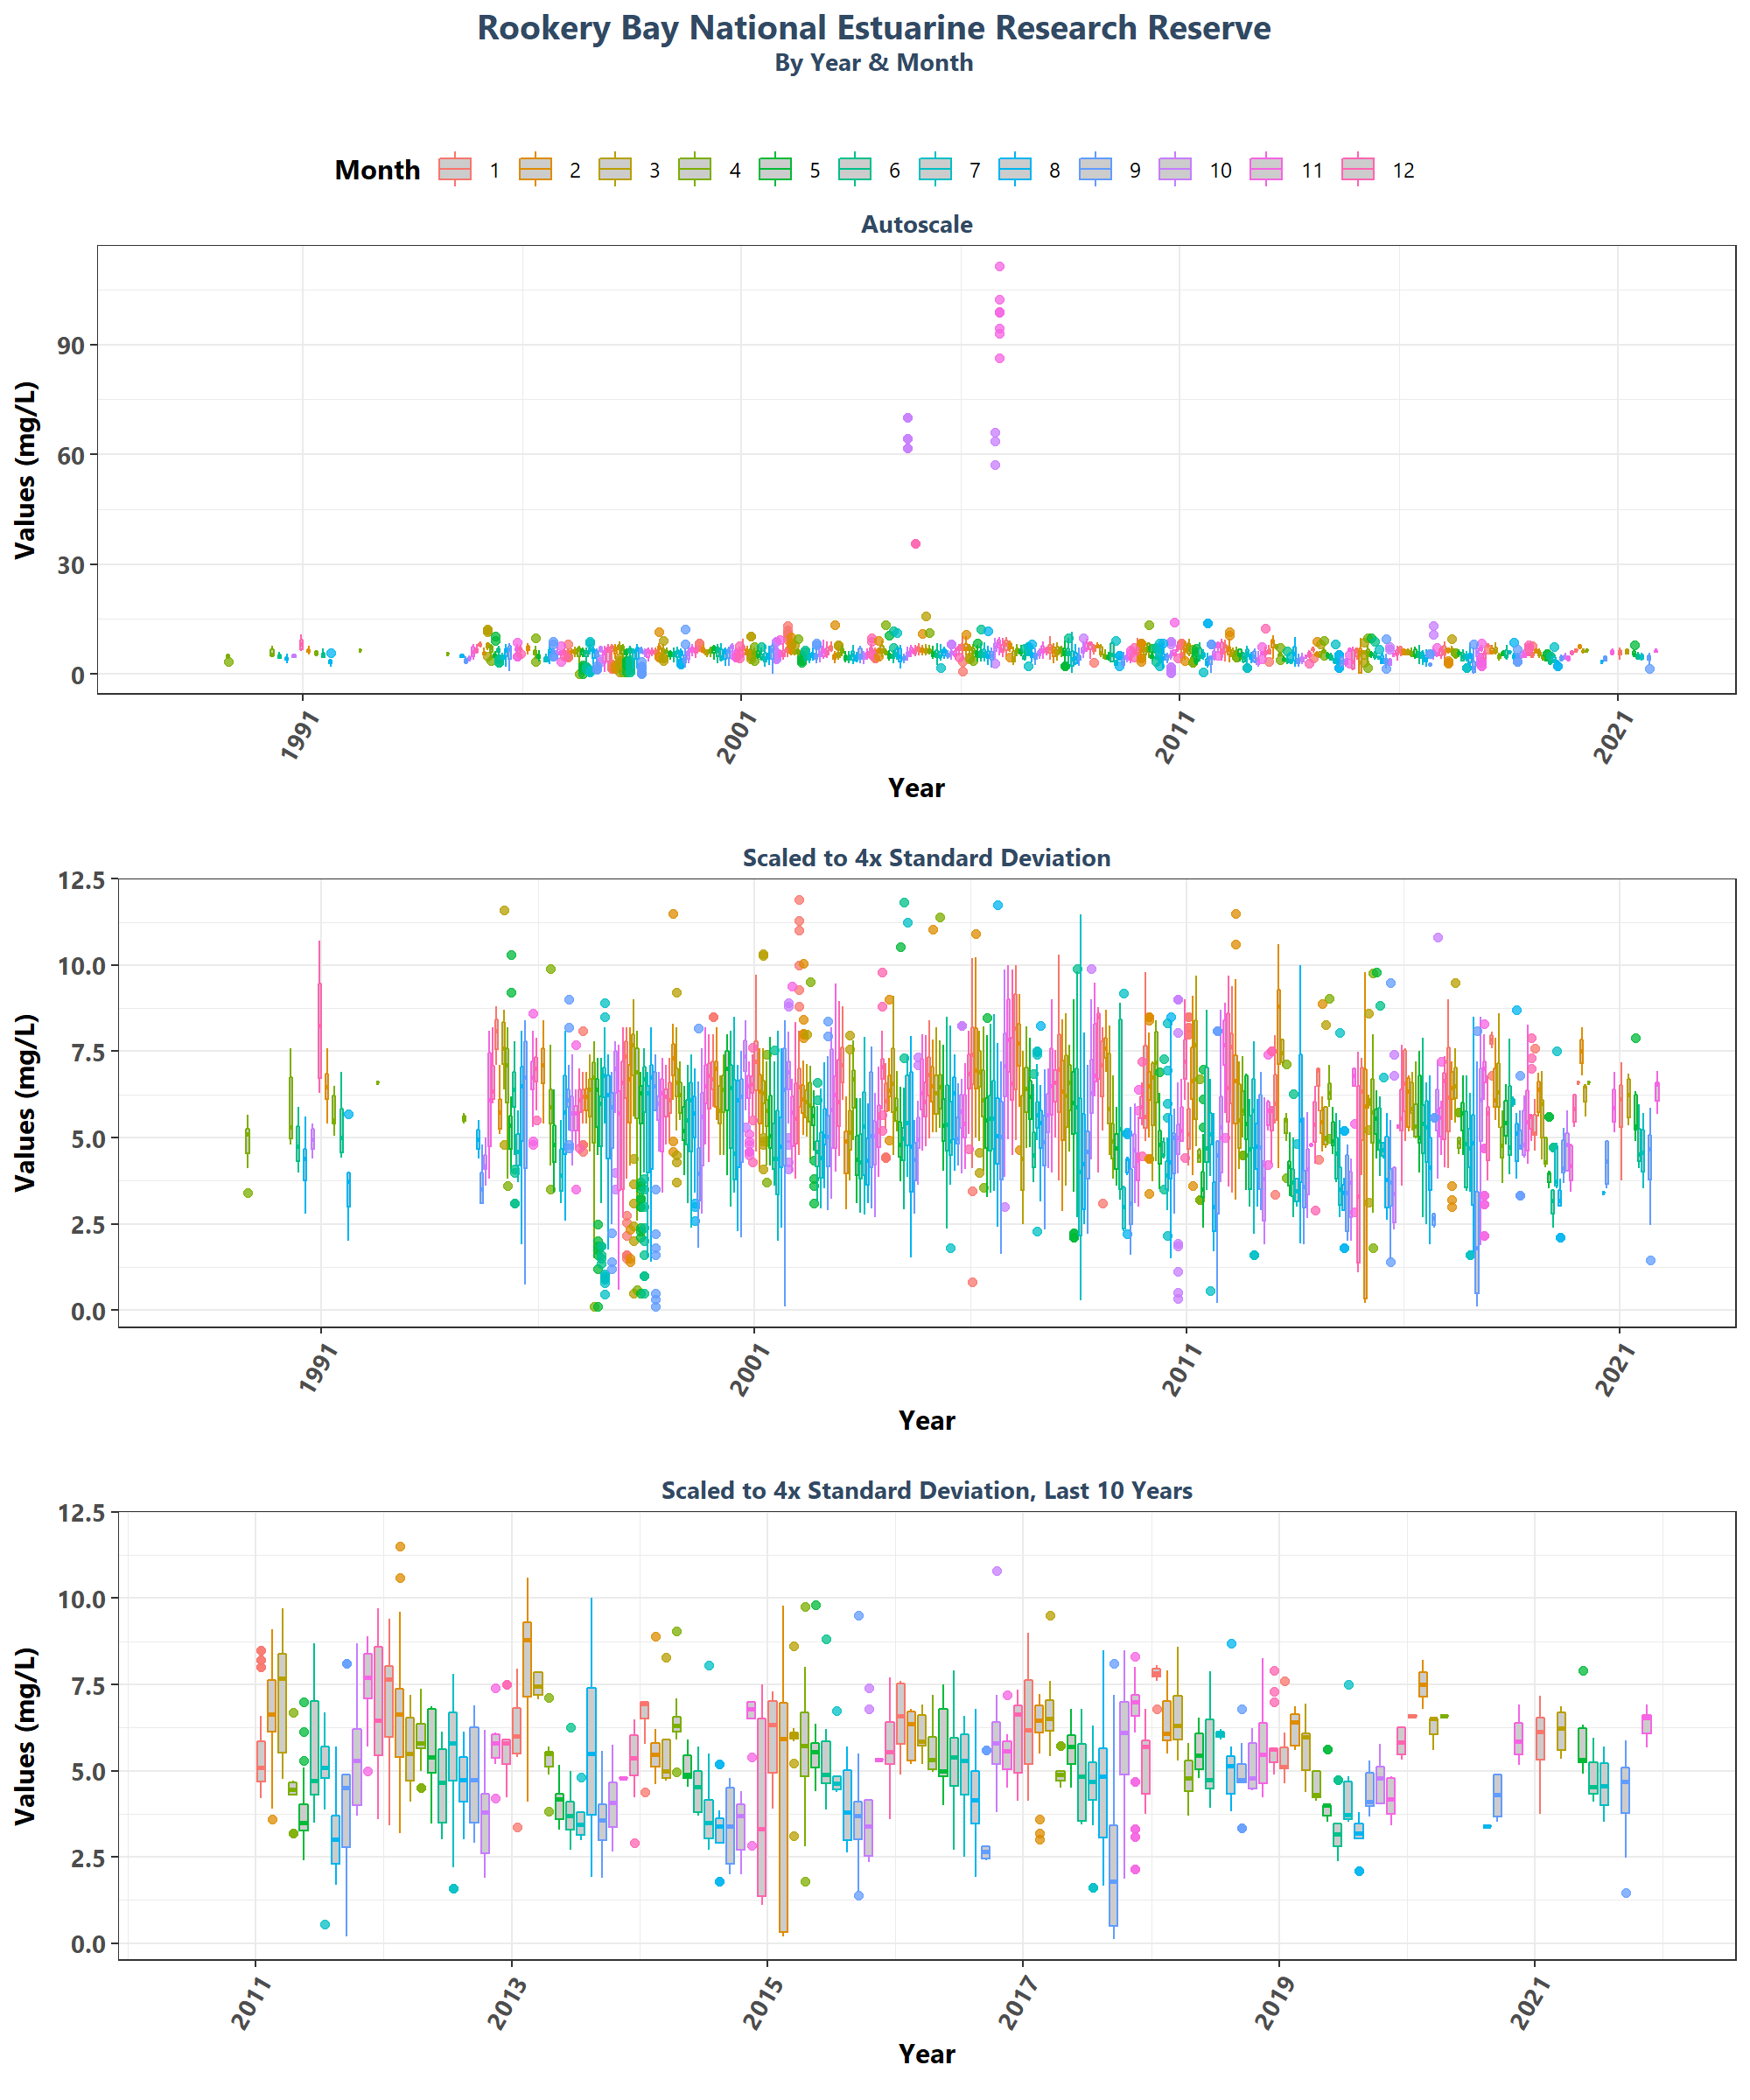 Rookery Bay National Estuarine Research Reserve
By Year & Month
Month 1 2 3 4 5 6 7 8 9 10 11 12
Autoscale
Values (mg/L)
90
60
30
0
1991 2001 2011 2021
Year
Scaled to 4x Standard Deviation
Values (mg/L)
12.5
10.0
7.5
5.0
2.5
0.0
1991 2001 2011 2021
Year
Scaled to 4x Standard Deviation, Last 10 Years
Values (mg/L)
12.5
10.0
7.5
5.0
2.5
0.0
2011 2013 2015 2017 2019 2021
Year